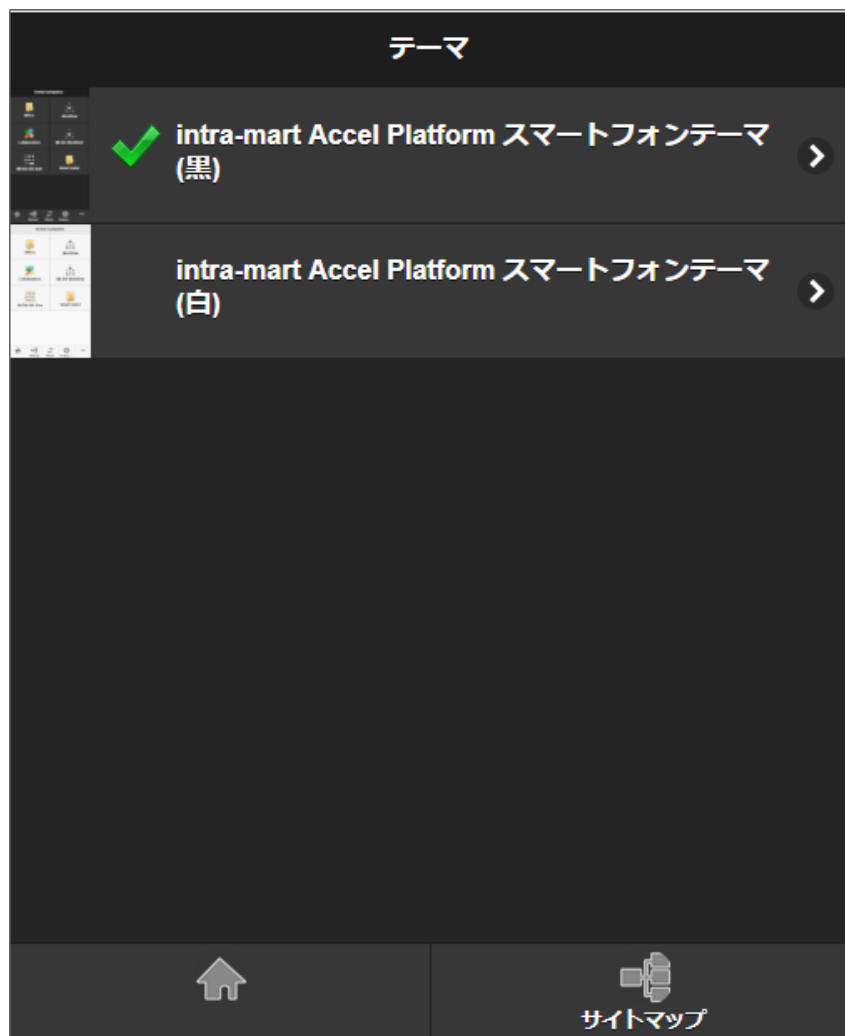 テーマ
intra-mart Accel Platform スマートフォンテーマ
(黒)
intra-mart Accel Platform スマートフォンテーマ
(白)
サイトマップ